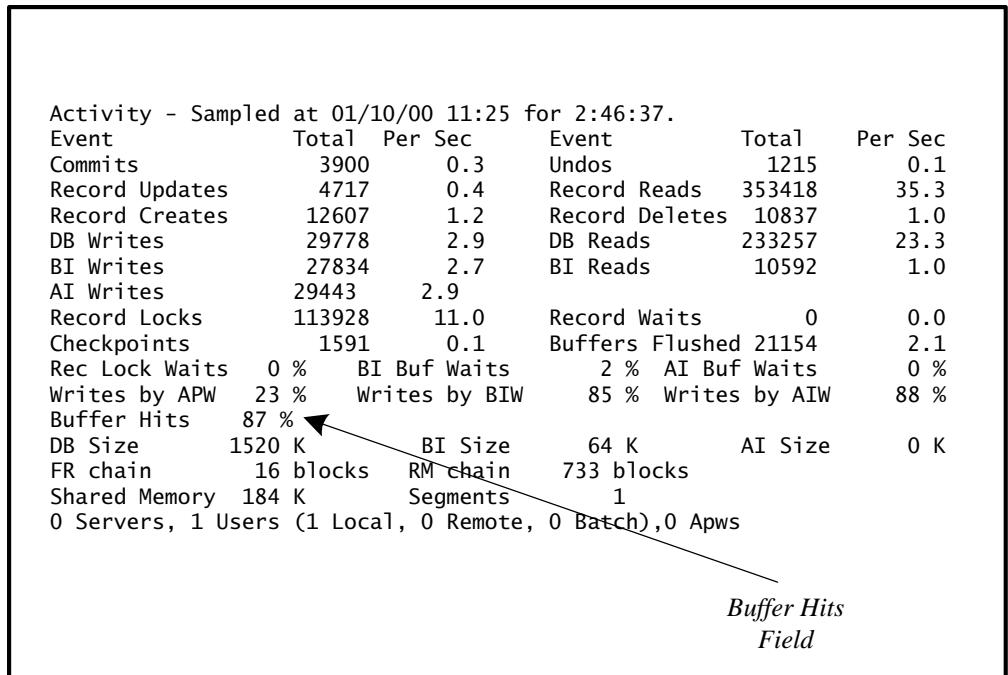 Activity - Sampled at 01/10/00 11:25 for 2:46:37.
Event Total Per Sec Event Total Per Sec
Commits 3900 0.3 Undos 1215 0.1
Record Updates 4717 0.4 Record Reads 353418 35.3
Record Creates 12607 1.2 Record Deletes 10837 1.0
DB Writes 29778 2.9 DB Reads 233257 23.3
BI Writes 27834 2.7 BI Reads 10592 1.0
AI Writes 29443 2.9
Record Locks 113928 11.0 Record Waits 0 0.0
Checkpoints 1591 0.1 Buffers Flushed 21154 2.1
Rec Lock Waits 0 % BI Buf Waits 2 % AI Buf Waits 0 %
Writes by APW 23 % Writes by BIW 85 % Writes by AIW 88 %
Buffer Hits 87 %
DB Size 1520 K BI Size 64 K AI Size 0 K
FR chain 16 blocks RM chain 733 blocks
Shared Memory 184 K Segments 1
0 Servers, 1 Users (1 Local, 0 Remote, 0 Batch),0 Apws
Buffer Hits
Field